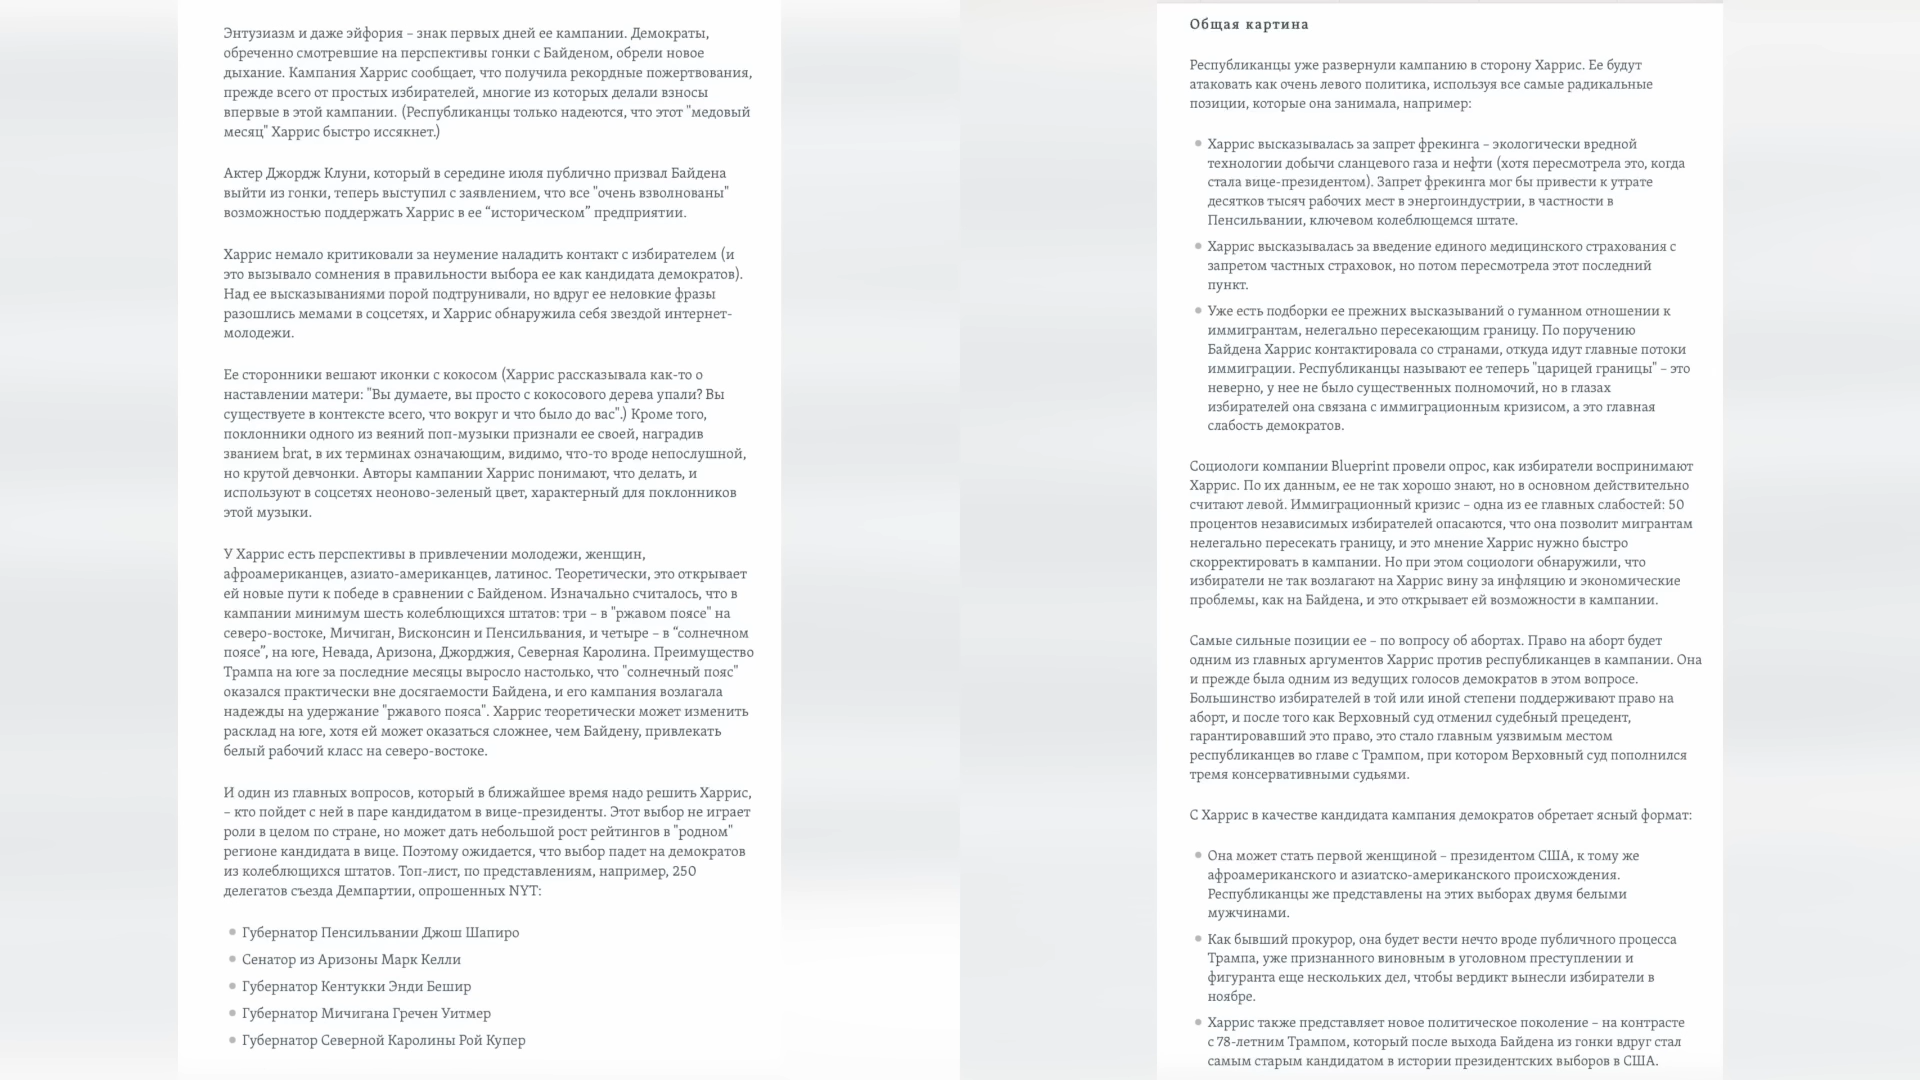 Энтузиазм и даже эйфория – знак первых дней ее кампании. Демократы,
обреченно смотревшие на перспективы гонки с Байденом, обрели новое
дыхание. Кампания Харрис сообщает, что получила рекордные пожертвования,
прежде всего от простых избирателей, многие из которых делали взносы
впервые в этой кампании. (Республиканцы только надеются, что этот "медовый
месяц" Харрис быстро иссякнет.)
Актер Джордж Клуни, который в середине июля публично призвал Байдена
выйти из гонки, теперь выступил с заявлением, что все "очень взволнованы"
возможностью поддержать Харрис в ее “историческом” предприятии.
Харрис немало критиковали за неумение наладить контакт с избирателем (и
это вызывало сомнения в правильности выбора ее как кандидата демократов).
Над ее высказываниями порой подтрунивали, но вдруг ее неловкие фразы
разошлись мемами в соцсетях, и Харрис обнаружила себя звездой интернет-
молодежи.
Ее сторонники вешают иконки с кокосом (Харрис рассказывала как-то о
наставлении матери: "Вы думаете, вы просто с кокосового дерева упали? Вы
существуете в контексте всего, что вокруг и что было до вас".) Кроме того,
поклонники одного из веяний поп-музыки признали ее своей, наградив
званием brat, в их терминах означающим, видимо, что-то вроде непослушной,
но крутой девчонки. Авторы кампании Харрис понимают, что делать, и
используют в соцсетях неоново-зеленый цвет, характерный для поклонников
этой музыки.
У Харрис есть перспективы в привлечении молодежи, женщин,
афроамериканцев, азиато-американцев, латинос. Теоретически, это открывает
ей новые пути к победе в сравнении с Байденом. Изначально считалось, что в
кампании минимум шесть колеблющихся штатов: три – в "ржавом поясе" на
северо-востоке, Мичиган, Висконсин и Пенсильвания, и четыре – в “солнечном
поясе”, на юге, Невада, Аризона, Джорджия, Северная Каролина. Преимущество
Трампа на юге за последние месяцы выросло настолько, что "солнечный пояс"
оказался практически вне досягаемости Байдена, и его кампания возлагала
надежды на удержание "ржавого пояса". Харрис теоретически может изменить
расклад на юге, хотя ей может оказаться сложнее, чем Байдену, привлекать
белый рабочий класс на северо-востоке.
И один из главных вопросов, который в ближайшее время надо решить Харрис,
– кто пойдет с ней в паре кандидатом в вице-президенты. Этот выбор не играет
роли в целом по стране, но может дать небольшой рост рейтингов в "родном"
регионе кандидата в вице. Поэтому ожидается, что выбор падет на демократов
из колеблющихся штатов. Топ-лист, по представлениям, например, 250
делегатов съезда Демпартии, опрошенных NYT:
Губернатор Пенсильвании Джош Шапиро
Сенатор из Аризоны Марк Келли
Губернатор Кентукки Энди Бешир
Губернатор Мичигана Гречен Уитмер
Губернатор Северной Каролины Рой Купер
Общая картина
Республиканцы уже развернули кампанию в сторону Харрис. Ее будут
атаковать как очень левого политика, используя все самые радикальные
позиции, которые она занимала, например:
Харрис высказывалась за запрет фрекинга – экологически вредной
технологии добычи сланцевого газа и нефти (хотя пересмотрела это, когда
стала вице-президентом). Запрет фрекинга мог бы привести к утрате
десятков тысяч рабочих мест в энергоиндустрии, в частности в
Пенсильвании, ключевом колеблющемся штате.
Харрис высказывалась за введение единого медицинского страхования с
запретом частных страховок, но потом пересмотрела этот последний
пункт.
Уже есть подборки ее прежних высказываний о гуманном отношении к
иммигрантам, нелегально пересекающим границу. По поручению
Байдена Харрис контактировала со странами, откуда идут главные потоки
иммиграции. Республиканцы называют ее теперь "царицей границы" – это
неверно, у нее не было существенных полномочий, но в глазах
избирателей она связана с иммиграционным кризисом, а это главная
слабость демократов.
Социологи компании Blueprint провели опрос, как избиратели воспринимают
Харрис. По их данным, ее не так хорошо знают, но в основном действительно
считают левой. Иммиграционный кризис – одна из ее главных слабостей: 50
процентов независимых избирателей опасаются, что она позволит мигрантам
нелегально пересекать границу, и это мнение Харрис нужно быстро
скорректировать в кампании. Но при этом социологи обнаружили, что
избиратели не так возлагают на Харрис вину за инфляцию и экономические
проблемы, как на Байдена, и это открывает ей возможности в кампании.
Самые сильные позиции ее – по вопросу об абортах. Право на аборт будет
одним из главных аргументов Харрис против республиканцев в кампании. Она
и прежде была одним из ведущих голосов демократов в этом вопросе.
Большинство избирателей в той или иной степени поддерживают право на
аборт, и после того как Верховный суд отменил судебный прецедент,
гарантировавший это право, это стало главным уязвимым местом
республиканцев во главе с Трампом, при котором Верховный суд пополнился
тремя консервативными судьями.
С Харрис в качестве кандидата кампания демократов обретает ясный формат:
Она может стать первой женщиной – президентом США, к тому же
афроамериканского и азиатско-американского происхождения.
Республиканцы же представлены на этих выборах двумя белыми
мужчинами.
Как бывший прокурор, она будет вести нечто вроде публичного процесса
Трампа, уже признанного виновным в уголовном преступлении и
фигуранта еще нескольких дел, чтобы вердикт вынесли избиратели в
ноябре.
Харрис также представляет новое политическое поколение – на контрасте
с 78-летним Трампом, который после выхода Байдена из гонки вдруг стал
самым старым кандидатом в истории президентских выборов в США.